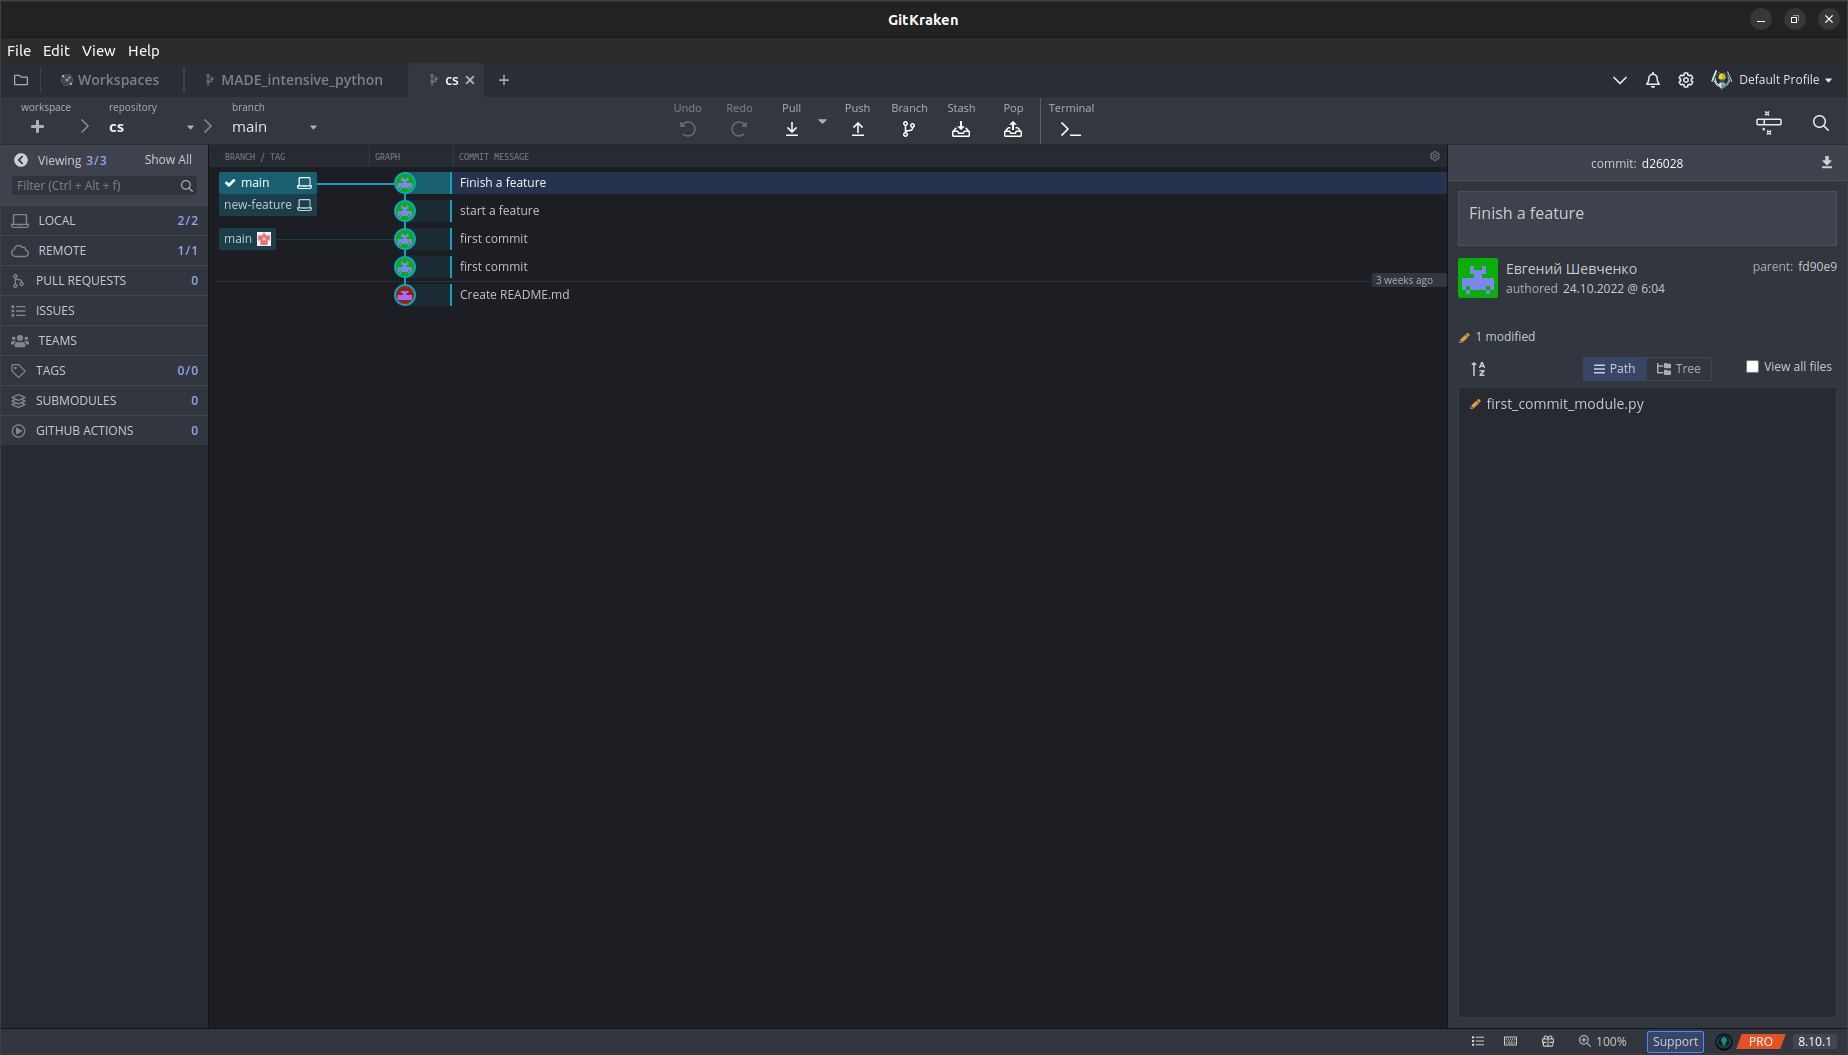 GitKraken
File Edit View Help
Workspaces MADE_intensive_python cs
Default Profile
workspace repository branch
cs main
Undo Redo Pull Push Branch Stash Pop Terminal
Viewing 3/3 Show All
Filter (Ctrl + Alt + f)
LOCAL 2/2
REMOTE 1/1
PULL REQUESTS 0
ISSUES
TEAMS
TAGS 0/0
SUBMODULES 0
GITHUB ACTIONS 0
BRANCH / TAG GRAPH COMMIT MESSAGE
main Finish a feature
new-feature
start a feature
main first commit
first commit
3 weeks ago
Create README.md
commit: d26028
Finish a feature
Евгений Шевченко parent: fd90e9
authored 24.10.2022 @ 6:04
1 modified
A
Z
Path Tree View all files
first_commit_module.py
100% Support PRO 8.10.1